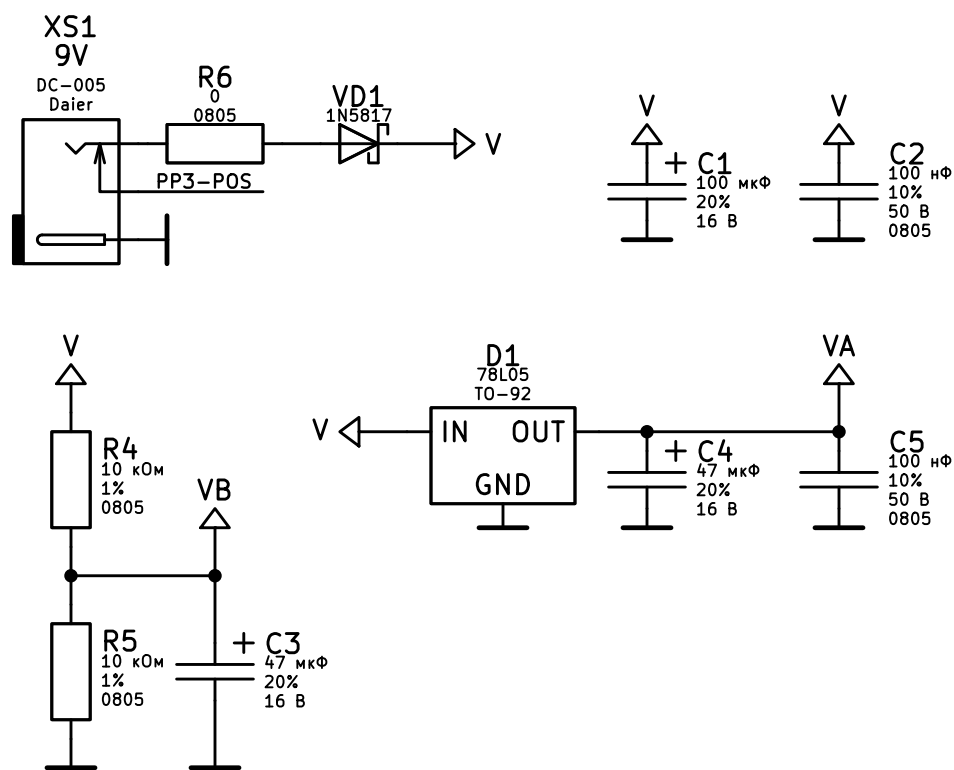 XS1
9V
DC-005
Daier
R6
0
0805
VD1
1N5817
V
PP3-POS
V
+ C1
100 мкФ
20%
16 В
V
C2
100 нФ
10%
50 В
0805
V
R4
10 кОм
1%
0805
VB
R5
10 кОм
1%
0805
+ C3
47 мкФ
20%
16 В
D1
78L05
TO-92
V
IN OUT
GND
+ C4
47 мкФ
20%
16 В
VA
C5
100 нФ
10%
50 В
0805